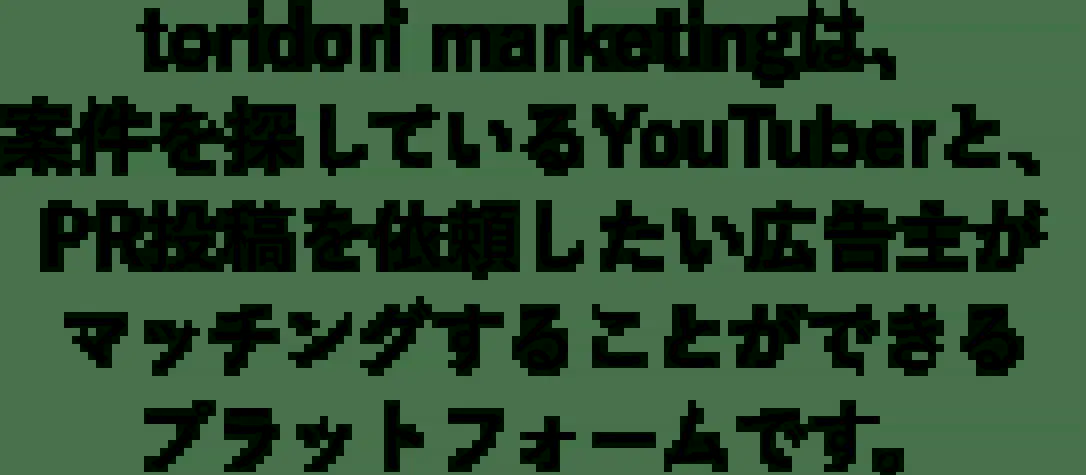 toridori marketingは、
案件を探しているYouTuberと、
PR投稿を依頼したい広告主が
マッチングすることができる
プラットフォームです。